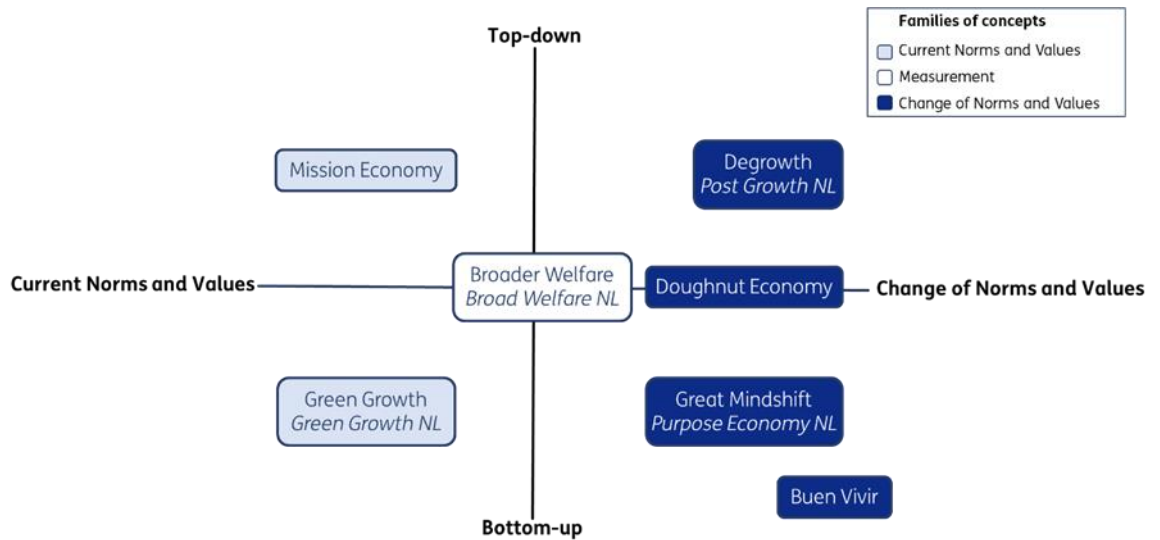 Top-down
Families of concepts
Current Norms and Values
Measurement
Change of Norms and Values
Mission Economy
Degrowth
Post Growth NL
Current Norms and Values
Broader Welfare
Broad Welfare NL
Doughnut Economy
Change of Norms and Values
Green Growth
Green Growth NL
Great Mindshift
Purpose Economy NL
Buen Vivir
Bottom-up